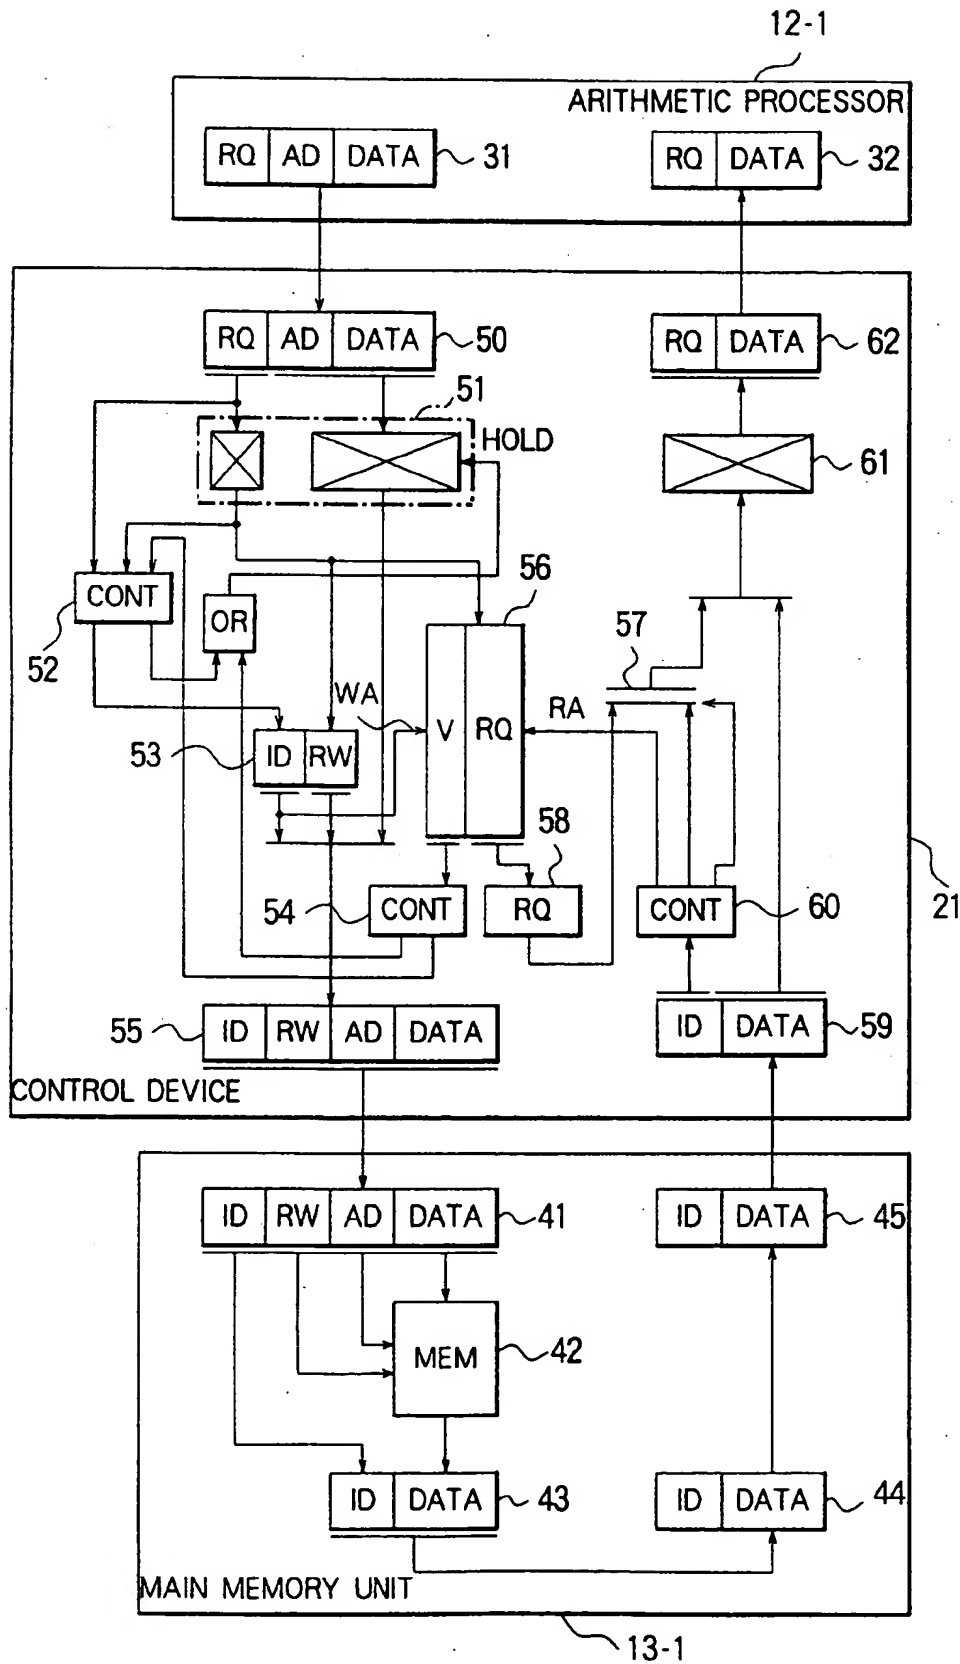 12-1
ARITHMETIC PROCESSOR
RQ AD DATA 31
RQ DATA 32
RQ AD DATA 50
RQ DATA 62
51
HOLD
61
56
CONT
OR
52
57
WA
RA
V RQ
ID RW
53
58
54
CONT
RQ
CONT
60
21
55
ID RW AD DATA
ID DATA 59
CONTROL DEVICE
ID RW AD DATA 41
ID DATA 45
MEM
42
ID DATA 43
ID DATA 44
MAIN MEMORY UNIT
13-1